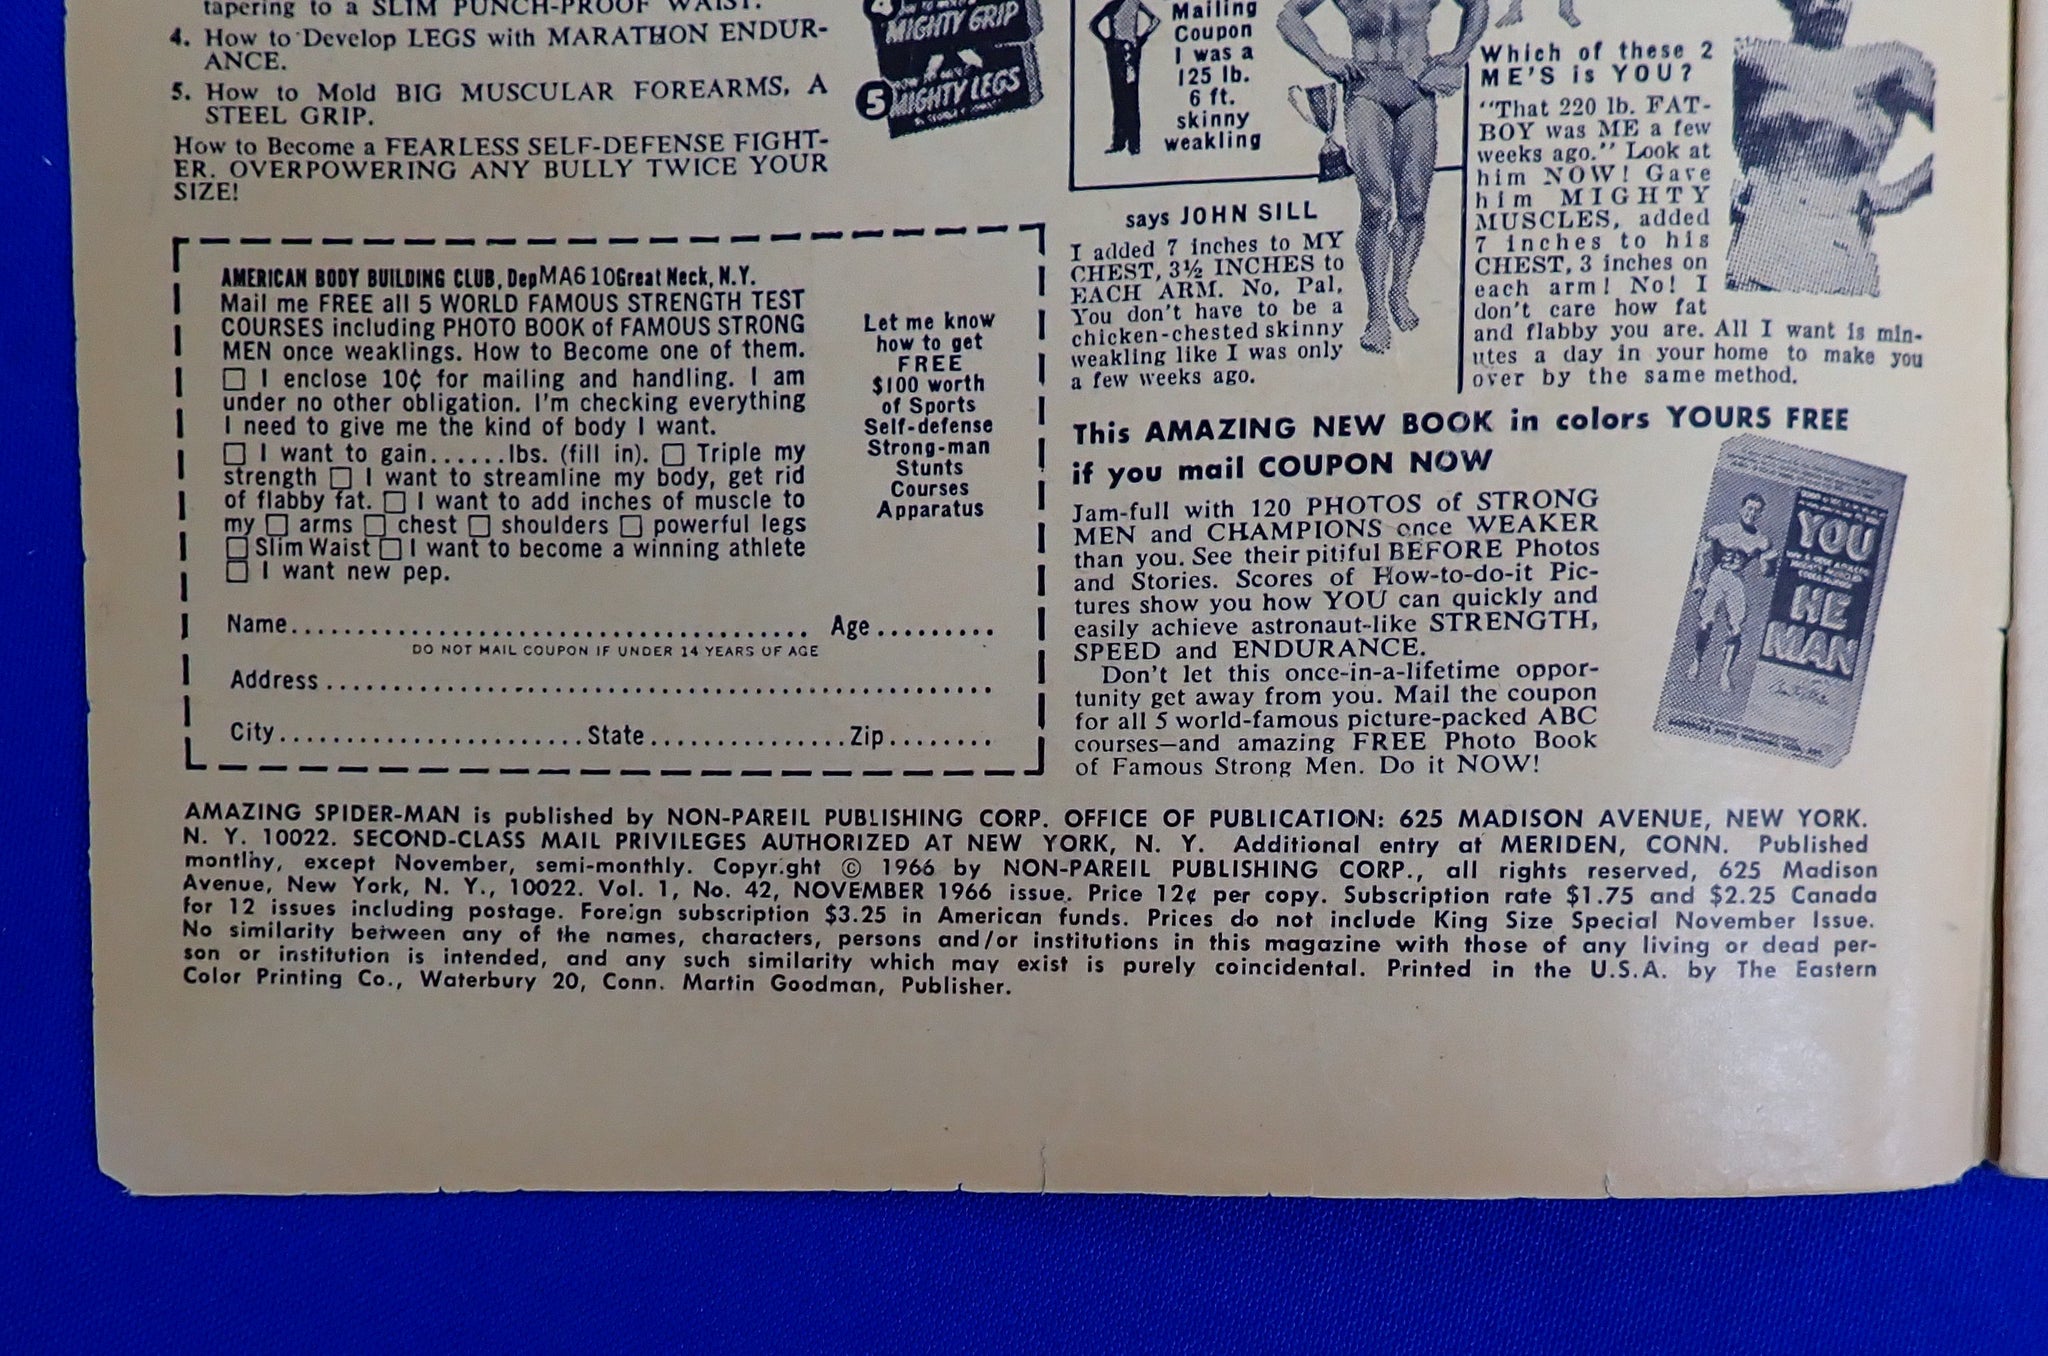 tapering to a SLIM PUNCH-PROOF WAIST.
4. How to Develop LEGS with MARATHON ENDUR-
ANCE.
5. How to Mold BIG MUSCULAR FOREARMS, A
STEEL GRIP.
How to Become a FEARLESS SELF-DEFENSE FIGHT-
ER, OVERPOWERING ANY BULLY TWICE YOUR
SIZE!
MIGHTY GRIP
5
MIGHTY LEGS
Mailing
Coupon
I was a
125 lb.
6 ft.
skinny
weakling
says JOHN SILL
I added 7 inches to MY
CHEST, 3½ INCHES to
EACH ARM. No, Pal,
You don't have to be a
chicken-chested skinny
weakling like I was only
a few weeks ago.
Which of these 2
ME'S is YOU?
"That 220 lb. FAT-
BOY was ME a few
weeks ago." Look at
him NOW! Gave
him MIGHTY
MUSCLES, added
7 inches to his
CHEST, 3 inches on
each arm! No! I
don't care how fat
and flabby you are. All I want is min-
utes a day in your home to make you
over by the same method.
AMERICAN BODY BUILDING CLUB, Dep MA610 Great Neck, N.Y.
Mail me FREE all 5 WORLD FAMOUS STRENGTH TEST
COURSES including PHOTO BOOK of FAMOUS STRONG
MEN once weaklings. How to Become one of them.
☐ I enclose 10¢ for mailing and handling. I am
under no other obligation. I'm checking everything
I need to give me the kind of body I want.
☐ I want to gain......lbs. (fill in). ☐ Triple my
strength ☐ I want to streamline my body, get rid
of flabby fat. ☐ I want to add inches of muscle to
my ☐ arms ☐ chest ☐ shoulders ☐ powerful legs
☐ Slim Waist ☐ I want to become a winning athlete
☐ I want new pep.
Let me know
how to get
FREE
$100 worth
of Sports
Self-defense
Strong-man
Stunts
Courses
Apparatus
Name....................................... Age.........
DO NOT MAIL COUPON IF UNDER 14 YEARS OF AGE
Address..................................................
City.......................State...............Zip........
This AMAZING NEW BOOK in colors YOURS FREE
if you mail COUPON NOW
Jam-full with 120 PHOTOS of STRONG
MEN and CHAMPIONS once WEAKER
than you. See their pitiful BEFORE Photos
and Stories. Scores of How-to-do-it Pic-
tures show you how YOU can quickly and
easily achieve astronaut-like STRENGTH,
SPEED and ENDURANCE.
Don't let this once-in-a-lifetime oppor-
tunity get away from you. Mail the coupon
for all 5 world-famous picture-packed ABC
courses—and amazing FREE Photo Book
of Famous Strong Men. Do it NOW!
YOU
HE
MAN
AMAZING SPIDER-MAN is published by NON-PAREIL PUBLISHING CORP. OFFICE OF PUBLICATION: 625 MADISON AVENUE, NEW YORK.
N. Y. 10022. SECOND-CLASS MAIL PRIVILEGES AUTHORIZED AT NEW YORK, N. Y. Additional entry at MERIDEN, CONN. Published
montlhy, except November, semi-monthly. Copyright © 1966 by NON-PAREIL PUBLISHING CORP., all rights reserved, 625 Madison
Avenue, New York, N. Y., 10022. Vol. 1, No. 42, NOVEMBER 1966 issue. Price 12¢ per copy. Subscription rate $1.75 and $2.25 Canada
for 12 issues including postage. Foreign subscription $3.25 in American funds. Prices do not include King Size Special November Issue.
No similarity between any of the names, characters, persons and/or institutions in this magazine with those of any living or dead per-
son or institution is intended, and any such similarity which may exist is purely coincidental. Printed in the U.S.A. by The Eastern
Color Printing Co., Waterbury 20, Conn. Martin Goodman, Publisher.